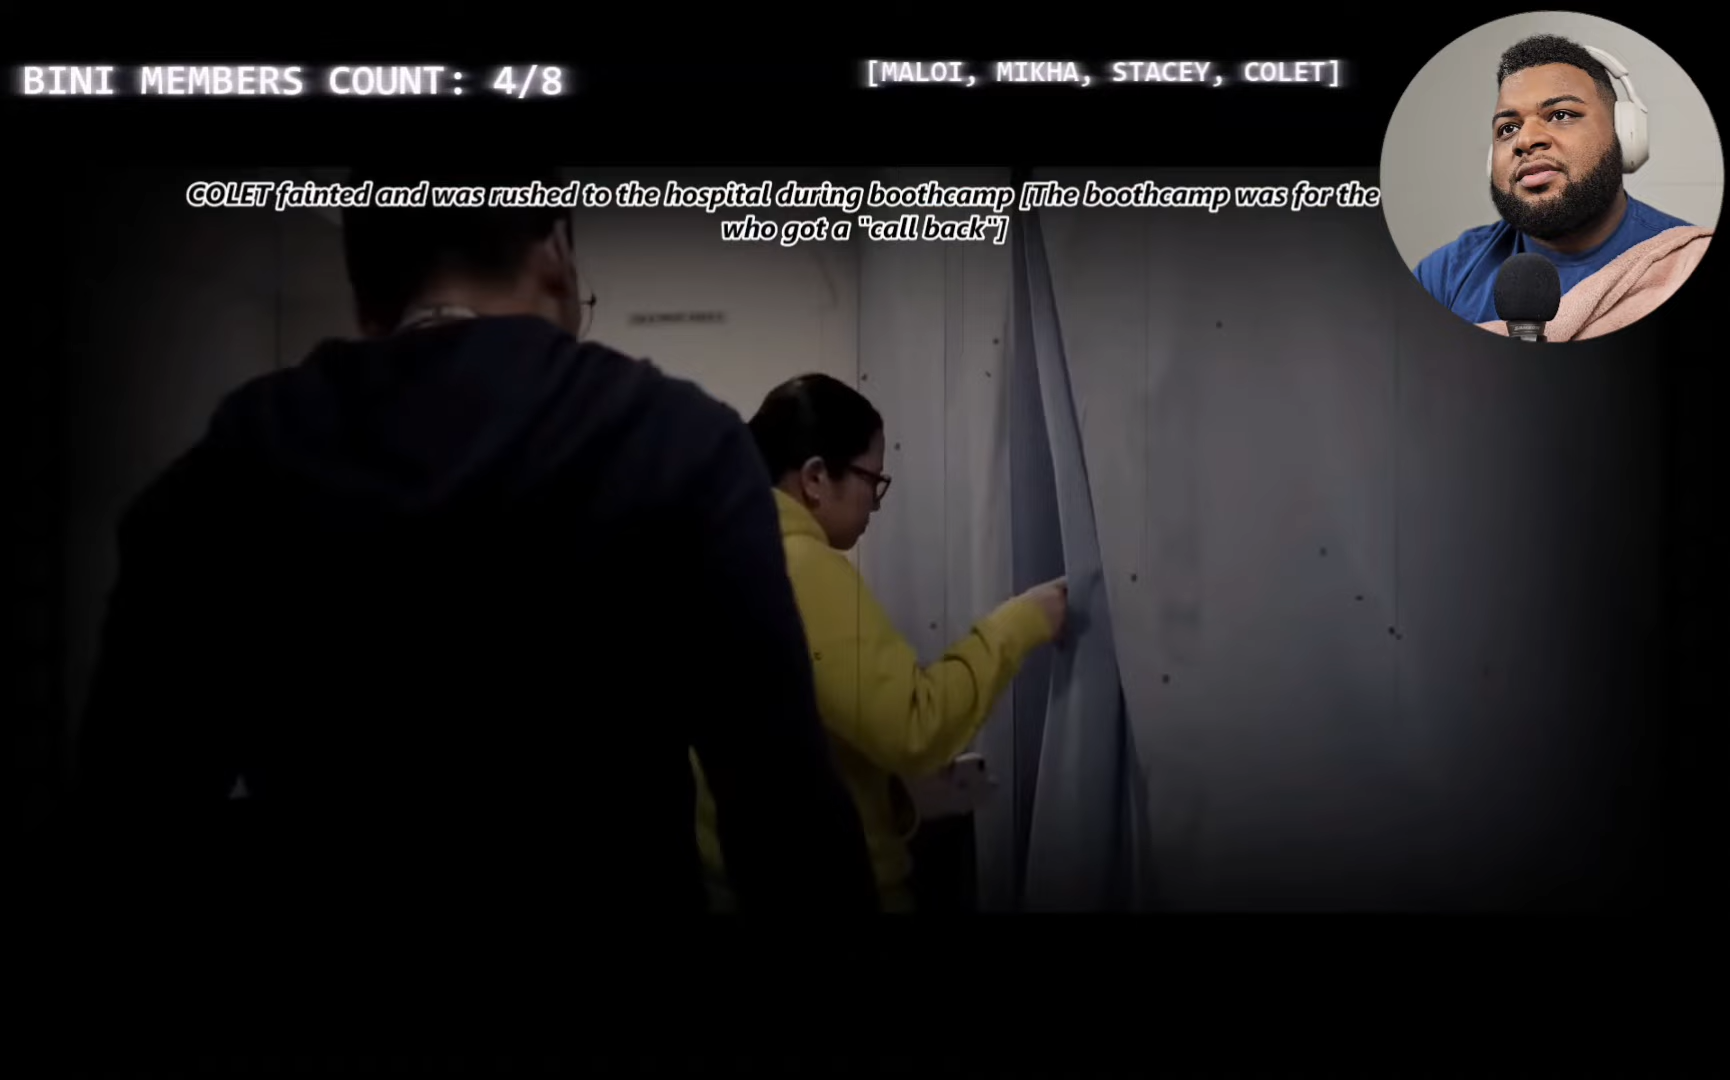 BINI MEMBERS COUNT: 4/8
[MALOI, MIKHA, STACEY, COLET]
COLET fainted and was rushed to the hospital during boothcamp [The boothcamp was for the
who got a "call back"]